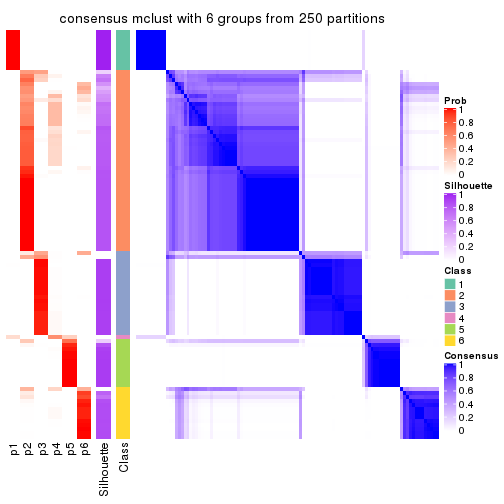 consensus mclust with 6 groups from 250 partitions
Prob
1
0.8
0.6
0.4
0.2
0
Silhouette
1
0.8
0.6
0.4
0.2
0
Class
1
2
3
4
5
6
Consensus
1
0.8
0.6
0.4
0.2
0
p1
p2
p3
p4
p5
p6
Silhouette
Class